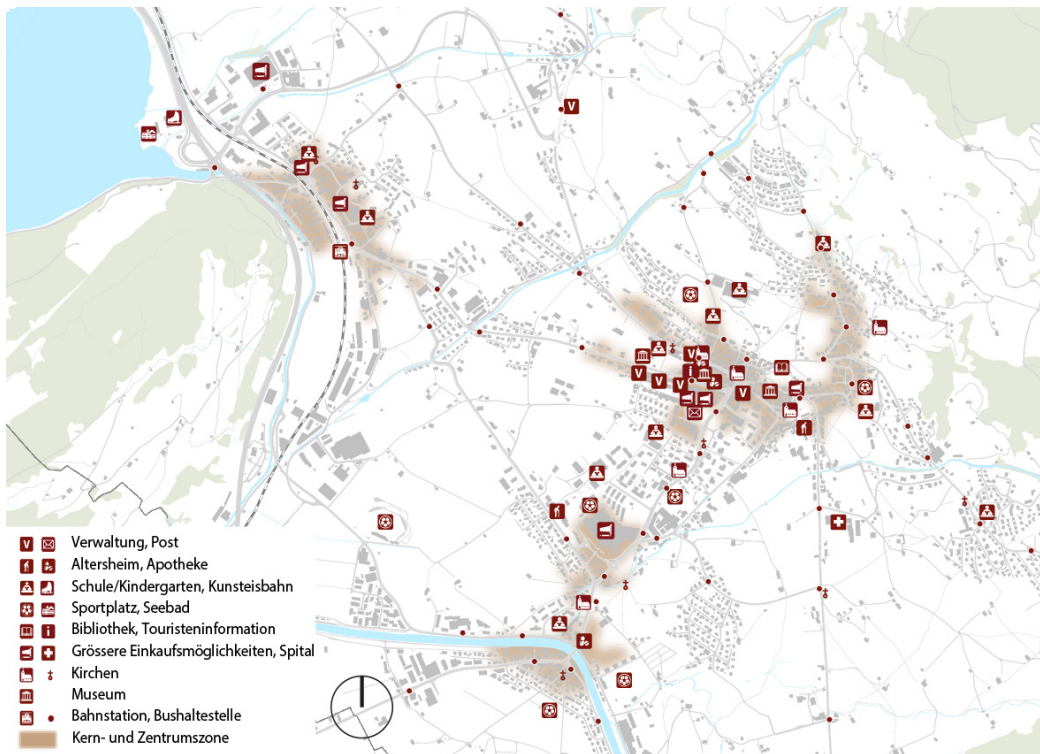 V
V
V
V
V
i
V
V
Verwaltung, Post
Altersheim, Apotheke
Schule/Kindergarten, Kunsteisbahn
Sportplatz, Seebad
Bibliothek, Touristeninformation
Grössere Einkaufsmöglichkeiten, Spital
Kirchen
Museum
Bahnstation, Bushaltestelle
Kern- und Zentrumszone